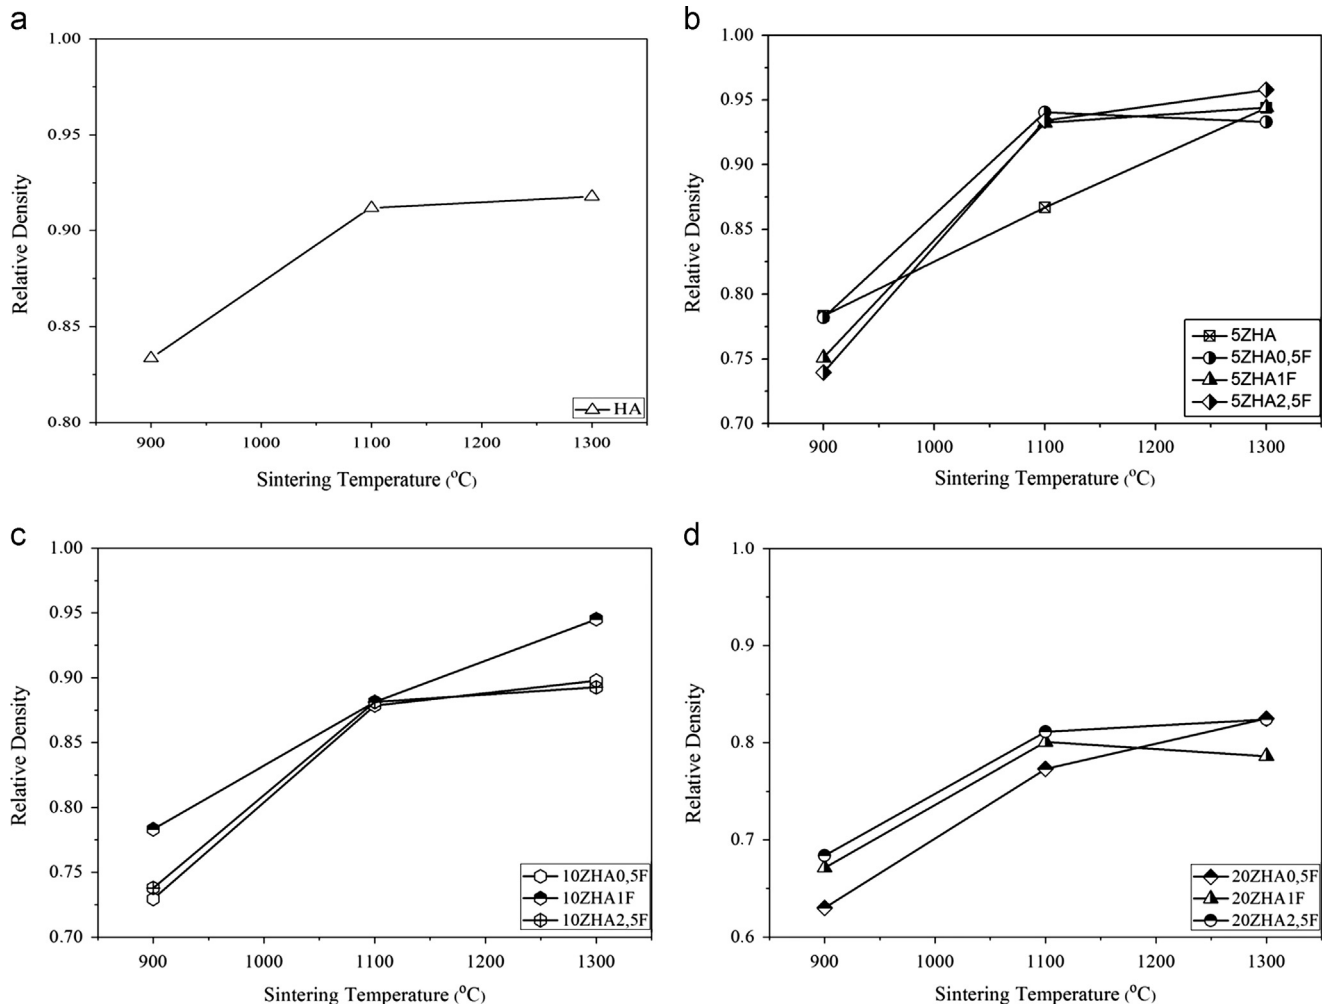 a
1.00
0.95
0.90
0.85
0.80
Relative Density
900
1000
1100
1200
1300
Sintering Temperature (°C)
HA
b
1.00
0.95
0.90
0.85
0.80
0.75
0.70
Relative Density
900
1000
1100
1200
1300
Sintering Temperature (°C)
5ZHA
5ZHA0,5F
5ZHA1F
5ZHA2,5F
c
1.00
0.95
0.90
0.85
0.80
0.75
0.70
Relative Density
900
1000
1100
1200
1300
Sintering Temperature (°C)
10ZHA0,5F
10ZHA1F
10ZHA2,5F
d
1.0
0.9
0.8
0.7
0.6
Relative Density
900
1000
1100
1200
1300
Sintering Temperature (°C)
20ZHA0,5F
20ZHA1F
20ZHA2,5F